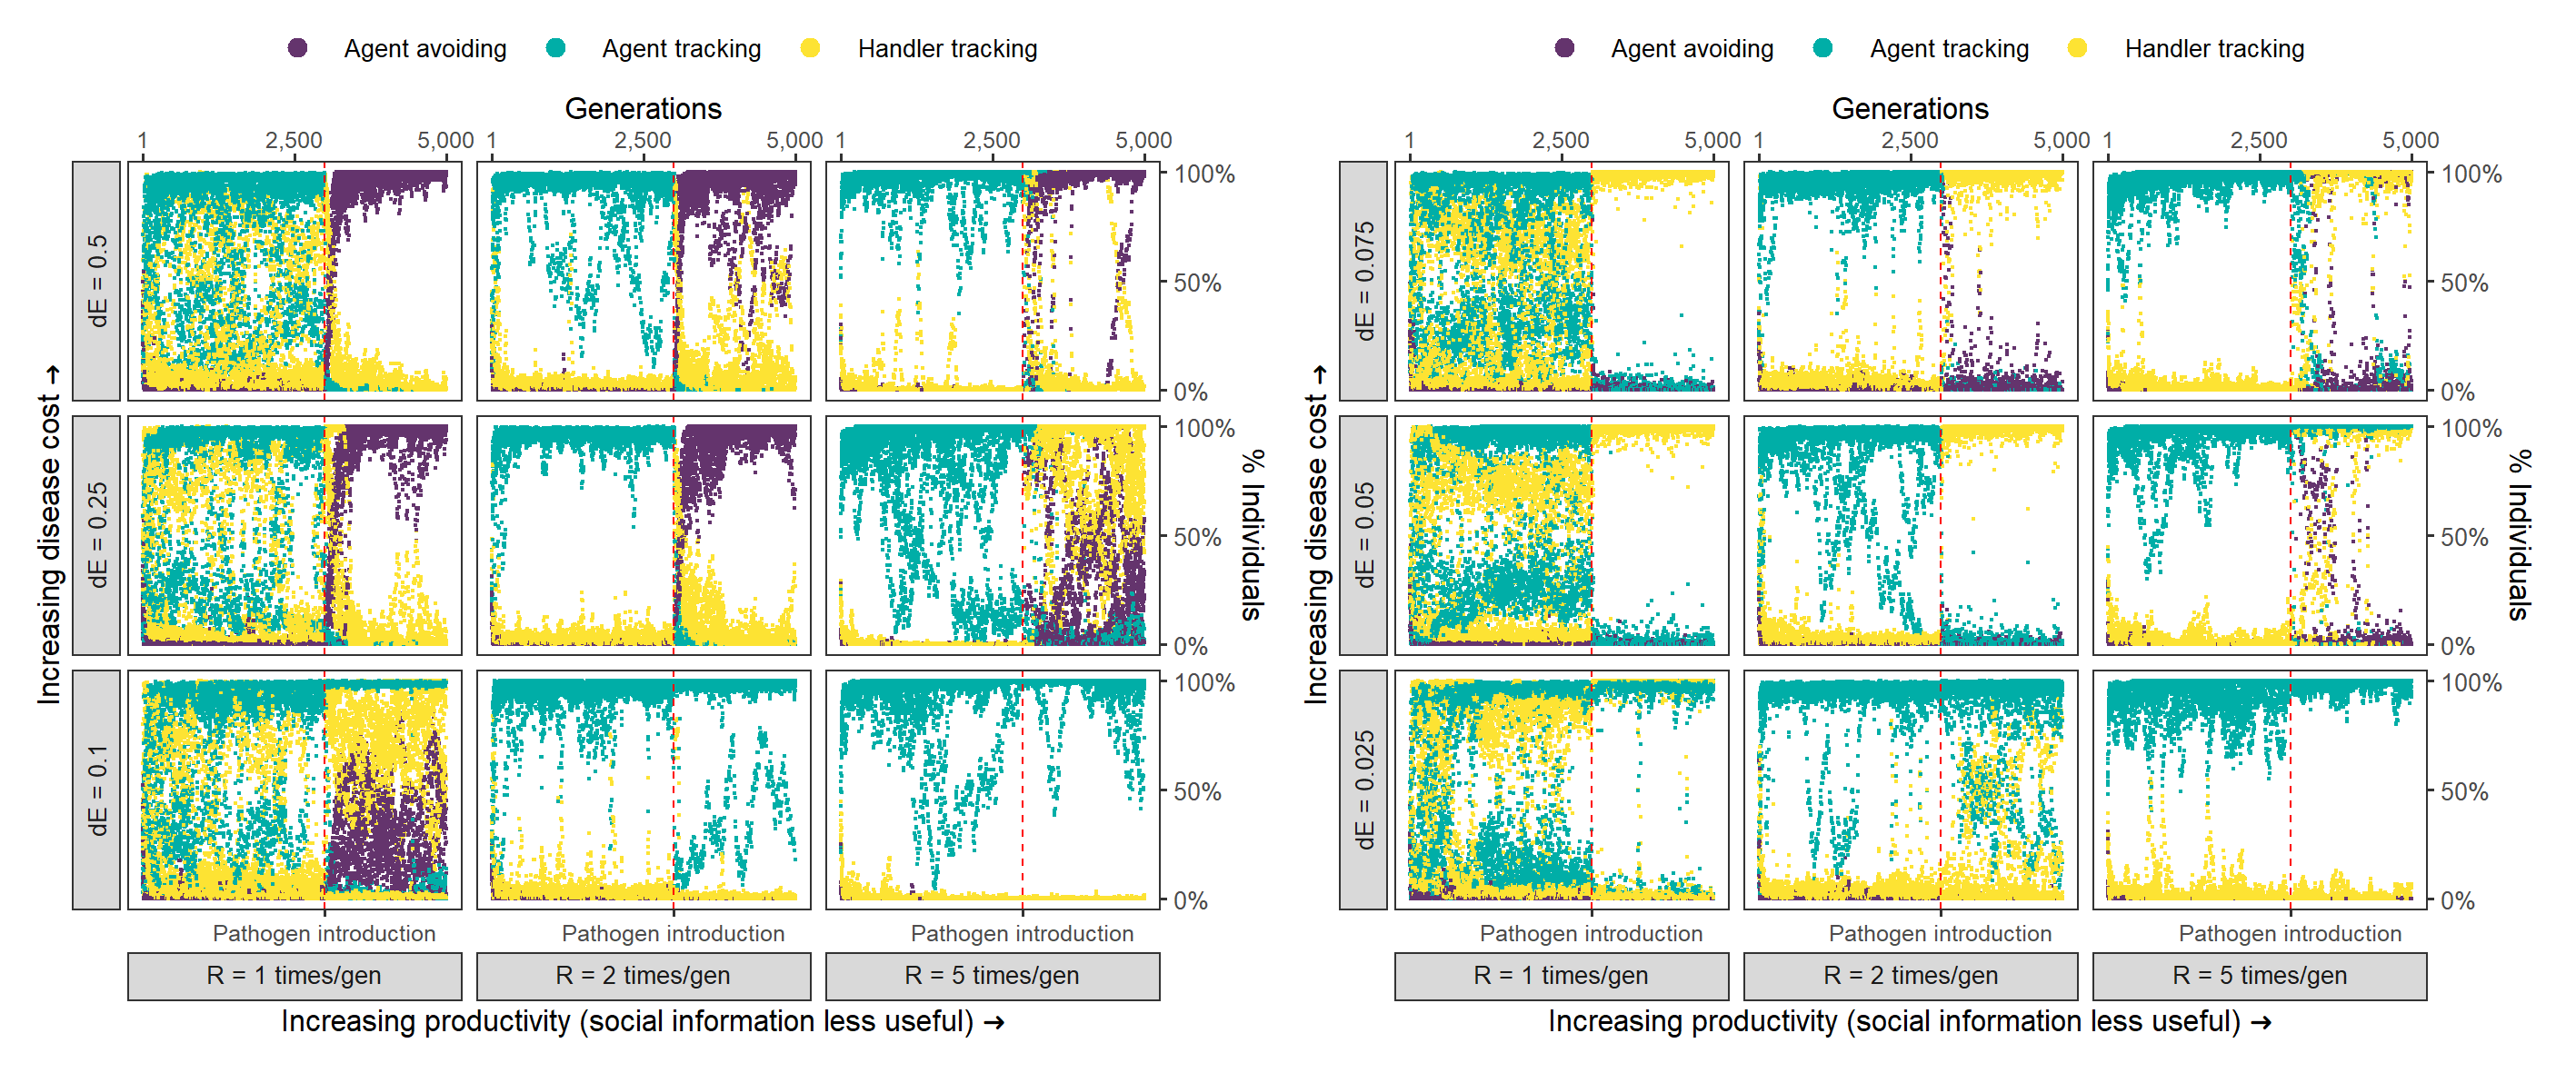 Agent avoiding Agent tracking Handler tracking
Generations
1 2,500 5,000 1 2,500 5,000 1 2,500 5,000
Increasing disease cost →
dE = 0.5
100%
50%
0%
dE = 0.25
100%
50%
0%
dE = 0.1
100%
50%
0%
% Individuals
Pathogen introduction Pathogen introduction Pathogen introduction
R = 1 times/gen R = 2 times/gen R = 5 times/gen
Increasing productivity (social information less useful) →
Agent avoiding Agent tracking Handler tracking
Generations
1 2,500 5,000 1 2,500 5,000 1 2,500 5,000
Increasing disease cost →
dE = 0.075
100%
50%
0%
dE = 0.05
100%
50%
0%
dE = 0.025
100%
50%
0%
% Individuals
Pathogen introduction Pathogen introduction Pathogen introduction
R = 1 times/gen R = 2 times/gen R = 5 times/gen
Increasing productivity (social information less useful) →